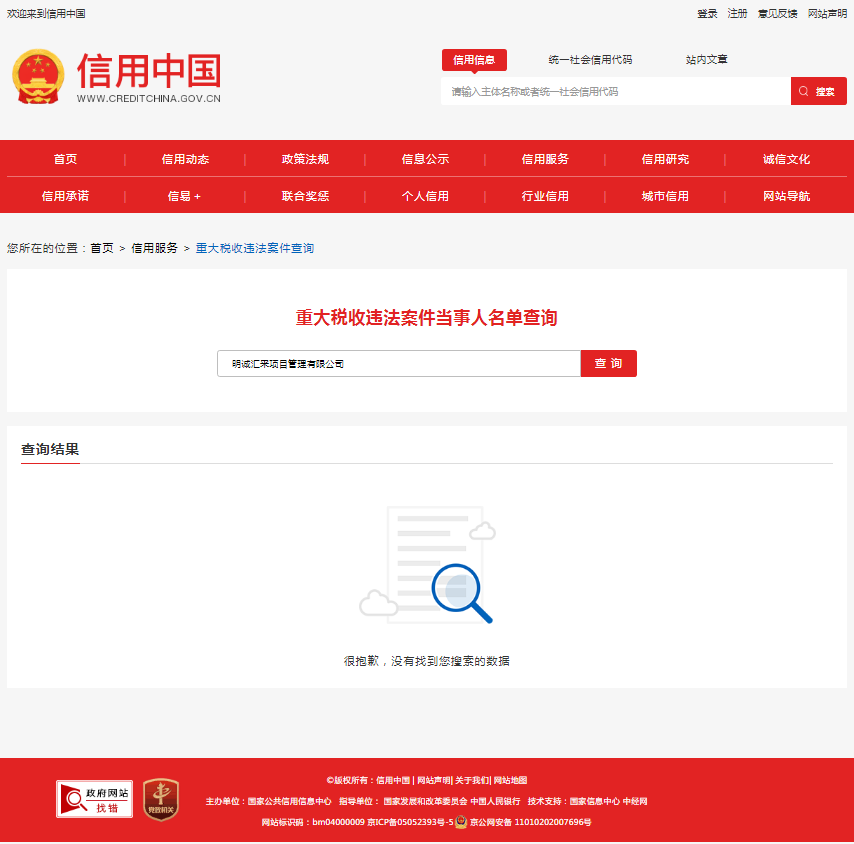 欢迎来到信用中国
登录 注册 意见反馈 网站声明
信用中国
WWW.CREDITCHINA.GOV.CN
信用信息 统一社会信用代码 站内文章
请输入主体名称或者统一社会信用代码 搜索
首页 | 信用动态 | 政策法规 | 信息公示 | 信用服务 | 信用研究 | 诚信文化
信用承诺 | 信易+ | 联合奖惩 | 个人信用 | 行业信用 | 城市信用 | 网站导航
您所在的位置：首页 > 信用服务 > 重大税收违法案件查询
重大税收违法案件当事人名单查询
明诚汇采项目管理有限公司 查 询
查询结果
很抱歉，没有找到您搜索的数据
©版权所有：信用中国 | 网站声明| 关于我们| 网站地图
政府网站
找错
党政机关
主办单位：国家公共信用信息中心 指导单位： 国家发展和改革委员会 中国人民银行 技术支持：国家信息中心 中经网
网站标识码：bm04000009 京ICP备05052393号-5 京公网安备 11010202007696号